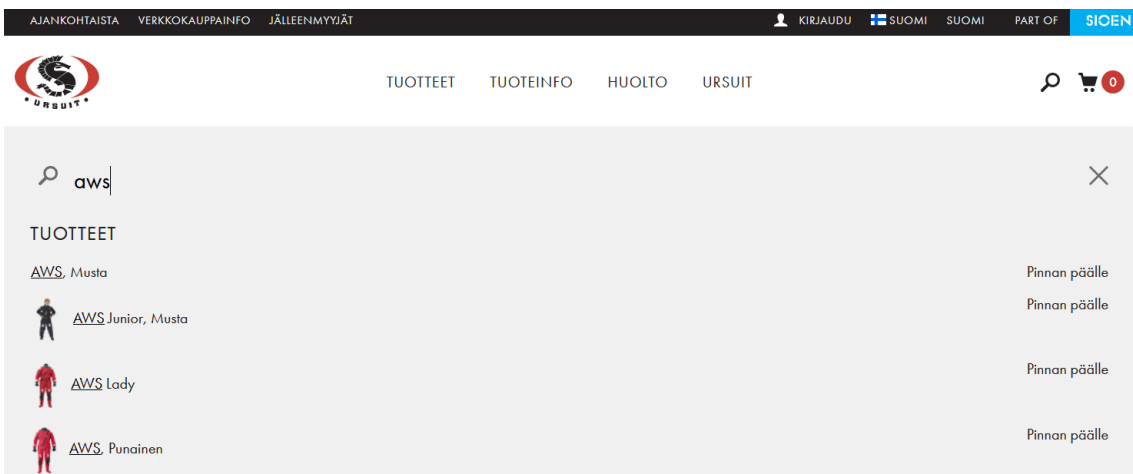 AJANKOHTAISTA VERKKOKAUPPAINFO JÄLLEENMYYJÄT KIRJAUDU SUOMI SUOMI PART OF SIOEN
• URSUIT •
TUOTTEET TUOTEINFO HUOLTO URSUIT 0
aws
TUOTTEET
AWS, Musta Pinnan päälle
AWS Junior, Musta Pinnan päälle
AWS Lady Pinnan päälle
AWS, Punainen Pinnan päälle